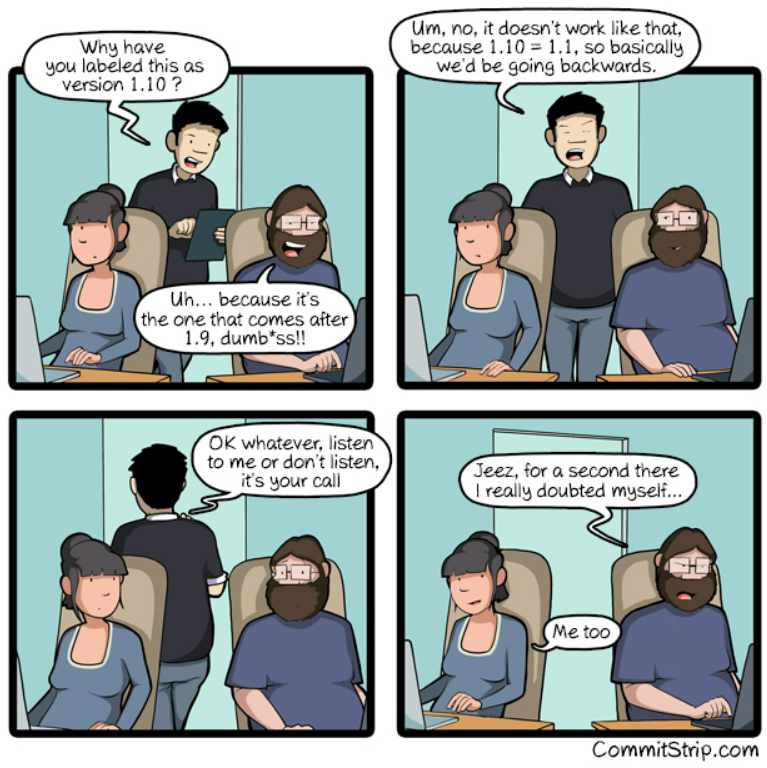 Why have
you labeled this as
version 1.10 ?
Uh... because it's
the one that comes after
1.9, dumb*ss!!
Um, no, it doesn't work like that,
because 1.10 = 1.1, so basically
we'd be going backwards.
OK whatever, listen
to me or don't listen,
it's your call
Jeez, for a second there
I really doubted myself...
Me too
CommitStrip.com